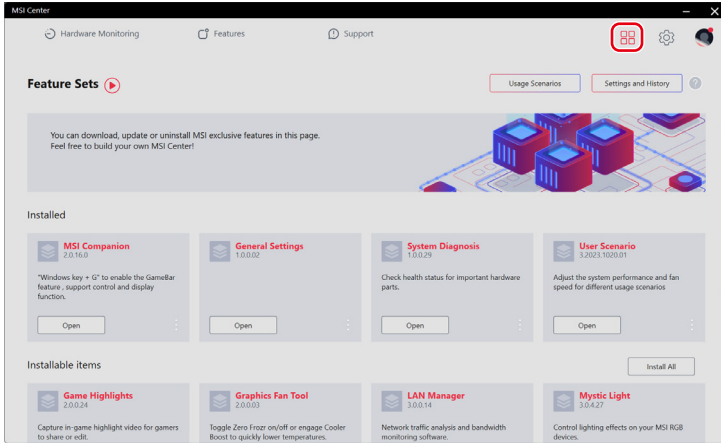 MSI Center
Hardware Monitoring
Features
Support
Feature Sets
Usage Scenarios
Settings and History
?
You can download, update or uninstall MSI exclusive features in this page.
Feel free to build your own MSI Center!
Installed
MSI Companion
2.0.16.0
"Windows key + G" to enable the GameBar
feature , support control and display
function.
Open
General Settings
1.0.0.02
Open
System Diagnosis
1.0.0.29
Check health status for important hardware
parts.
Open
User Scenario
3.2023.1020.01
Adjust the system performance and fan
speed for different usage scenarios
Open
Installable items
Install All
Game Highlights
2.0.0.24
Capture in-game highlight video for gamers
to share or edit.
Graphics Fan Tool
2.0.0.03
Toggle Zero Frozr on/off or engage Cooler
Boost to quickly lower temperatures.
LAN Manager
3.0.0.14
Network traffic analysis and bandwidth
monitoring software.
Mystic Light
3.0.4.27
Control lighting effects on your MSI RGB
devices.